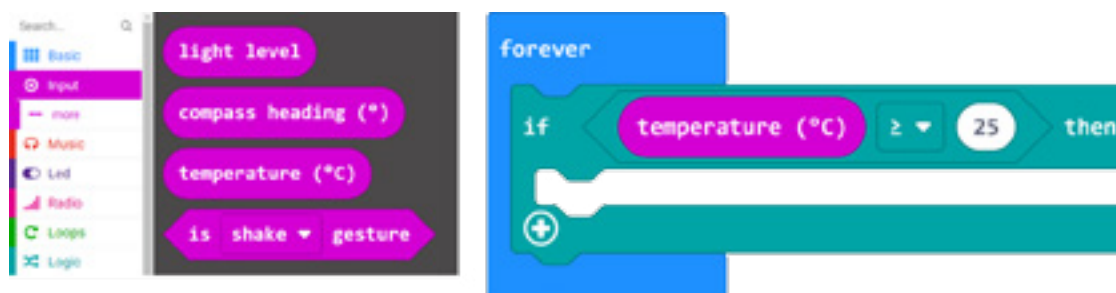 Search...
Basic
Input
more
Music
Led
Radio
Loops
Logic
light level
compass heading (°)
temperature (°C)
is shake gesture
forever
if temperature (°C) ≥ 25 then